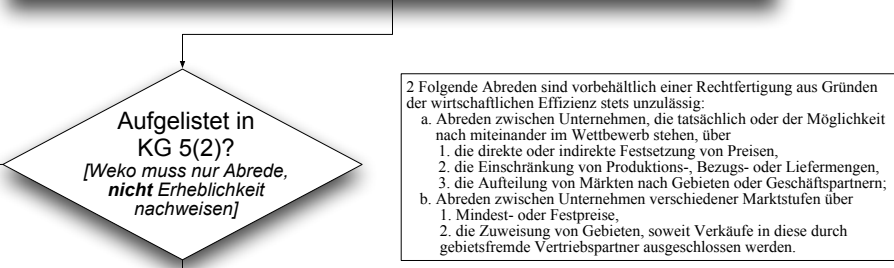 Aufgelistet in
KG 5(2)?
[Weko muss nur Abrede,
nicht Erheblichkeit
nachweisen]
2 Folgende Abreden sind vorbehältlich einer Rechtfertigung aus Gründen
der wirtschaftlichen Effizienz stets unzulässig:
a. Abreden zwischen Unternehmen, die tatsächlich oder der Möglichkeit
nach miteinander im Wettbewerb stehen, über
1. die direkte oder indirekte Festsetzung von Preisen,
2. die Einschränkung von Produktions-, Bezugs- oder Liefermengen,
3. die Aufteilung von Märkten nach Gebieten oder Geschäftspartnern;
b. Abreden zwischen Unternehmen verschiedener Marktstufen über
1. Mindest- oder Festpreise,
2. die Zuweisung von Gebieten, soweit Verkäufe in diese durch
gebietsfremde Vertriebspartner ausgeschlossen werden.